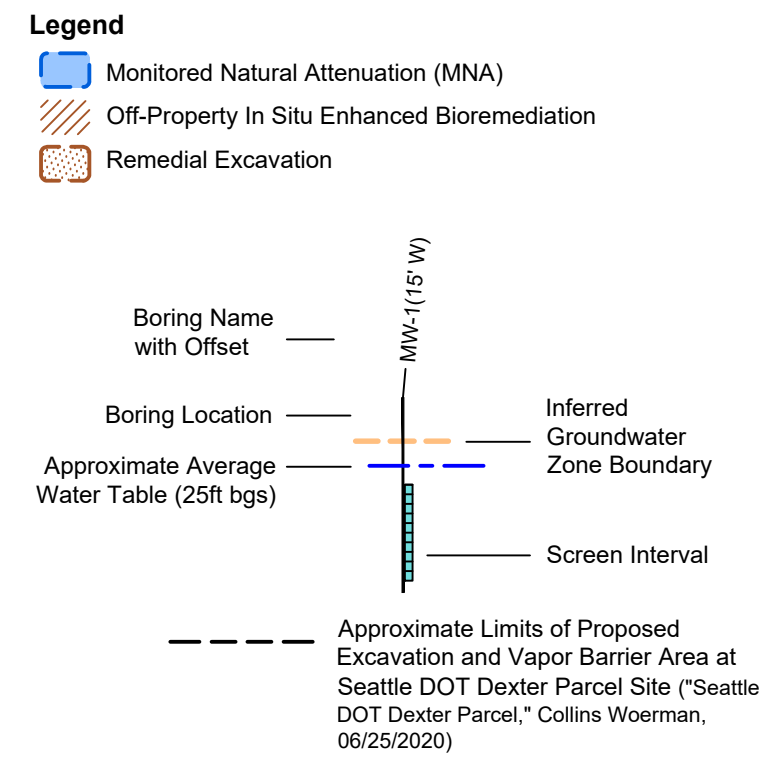 Legend
Monitored Natural Attenuation (MNA)
Off-Property In Situ Enhanced Bioremediation
Remedial Excavation
MW-1(15' W)
Boring Name
with Offset
Boring Location
Inferred
Groundwater
Zone Boundary
Approximate Average
Water Table (25ft bgs)
Screen Interval
Approximate Limits of Proposed
Excavation and Vapor Barrier Area at
Seattle DOT Dexter Parcel Site ("Seattle
DOT Dexter Parcel," Collins Woerman,
06/25/2020)